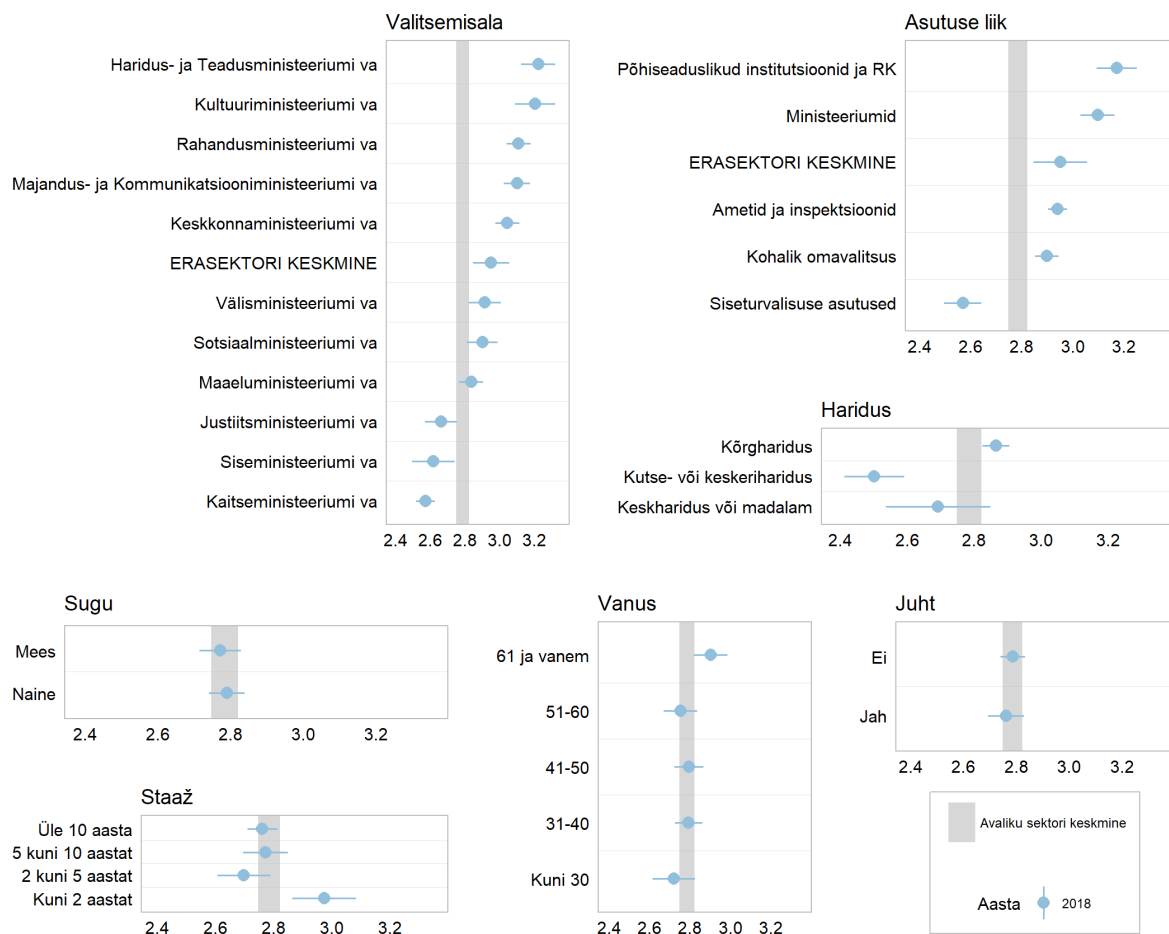 Valitsemisala
Haridus- ja Teadusministeeriumi va
Kultuuriministeeriumi va
Rahandusministeeriumi va
Majandus- ja Kommunikatsiooniministeeriumi va
Keskkonnaministeeriumi va
ERASEKTORI KESKMINE
Välisministeeriumi va
Sotsiaalministeeriumi va
Maaeluministeeriumi va
Justiitsministeeriumi va
Siseministeeriumi va
Kaitseministeeriumi va
2.4 2.6 2.8 3.0 3.2
Asutuse liik
Põhiseaduslikud institutsioonid ja RK
Ministeeriumid
ERASEKTORI KESKMINE
Ametid ja inspektsioonid
Kohalik omavalitsus
Siseturvalisuse asutused
2.4 2.6 2.8 3.0 3.2
Haridus
Kõrgharidus
Kutse- või keskeriharidus
Keskharidus või madalam
2.4 2.6 2.8 3.0 3.2
Sugu
Mees
Naine
2.4 2.6 2.8 3.0 3.2
Staaž
Üle 10 aasta
5 kuni 10 aastat
2 kuni 5 aastat
Kuni 2 aastat
2.4 2.6 2.8 3.0 3.2
Vanus
61 ja vanem
51-60
41-50
31-40
Kuni 30
2.4 2.6 2.8 3.0 3.2
Juht
Ei
Jah
2.4 2.6 2.8 3.0 3.2
Avaliku sektori keskmine
Aasta 2018